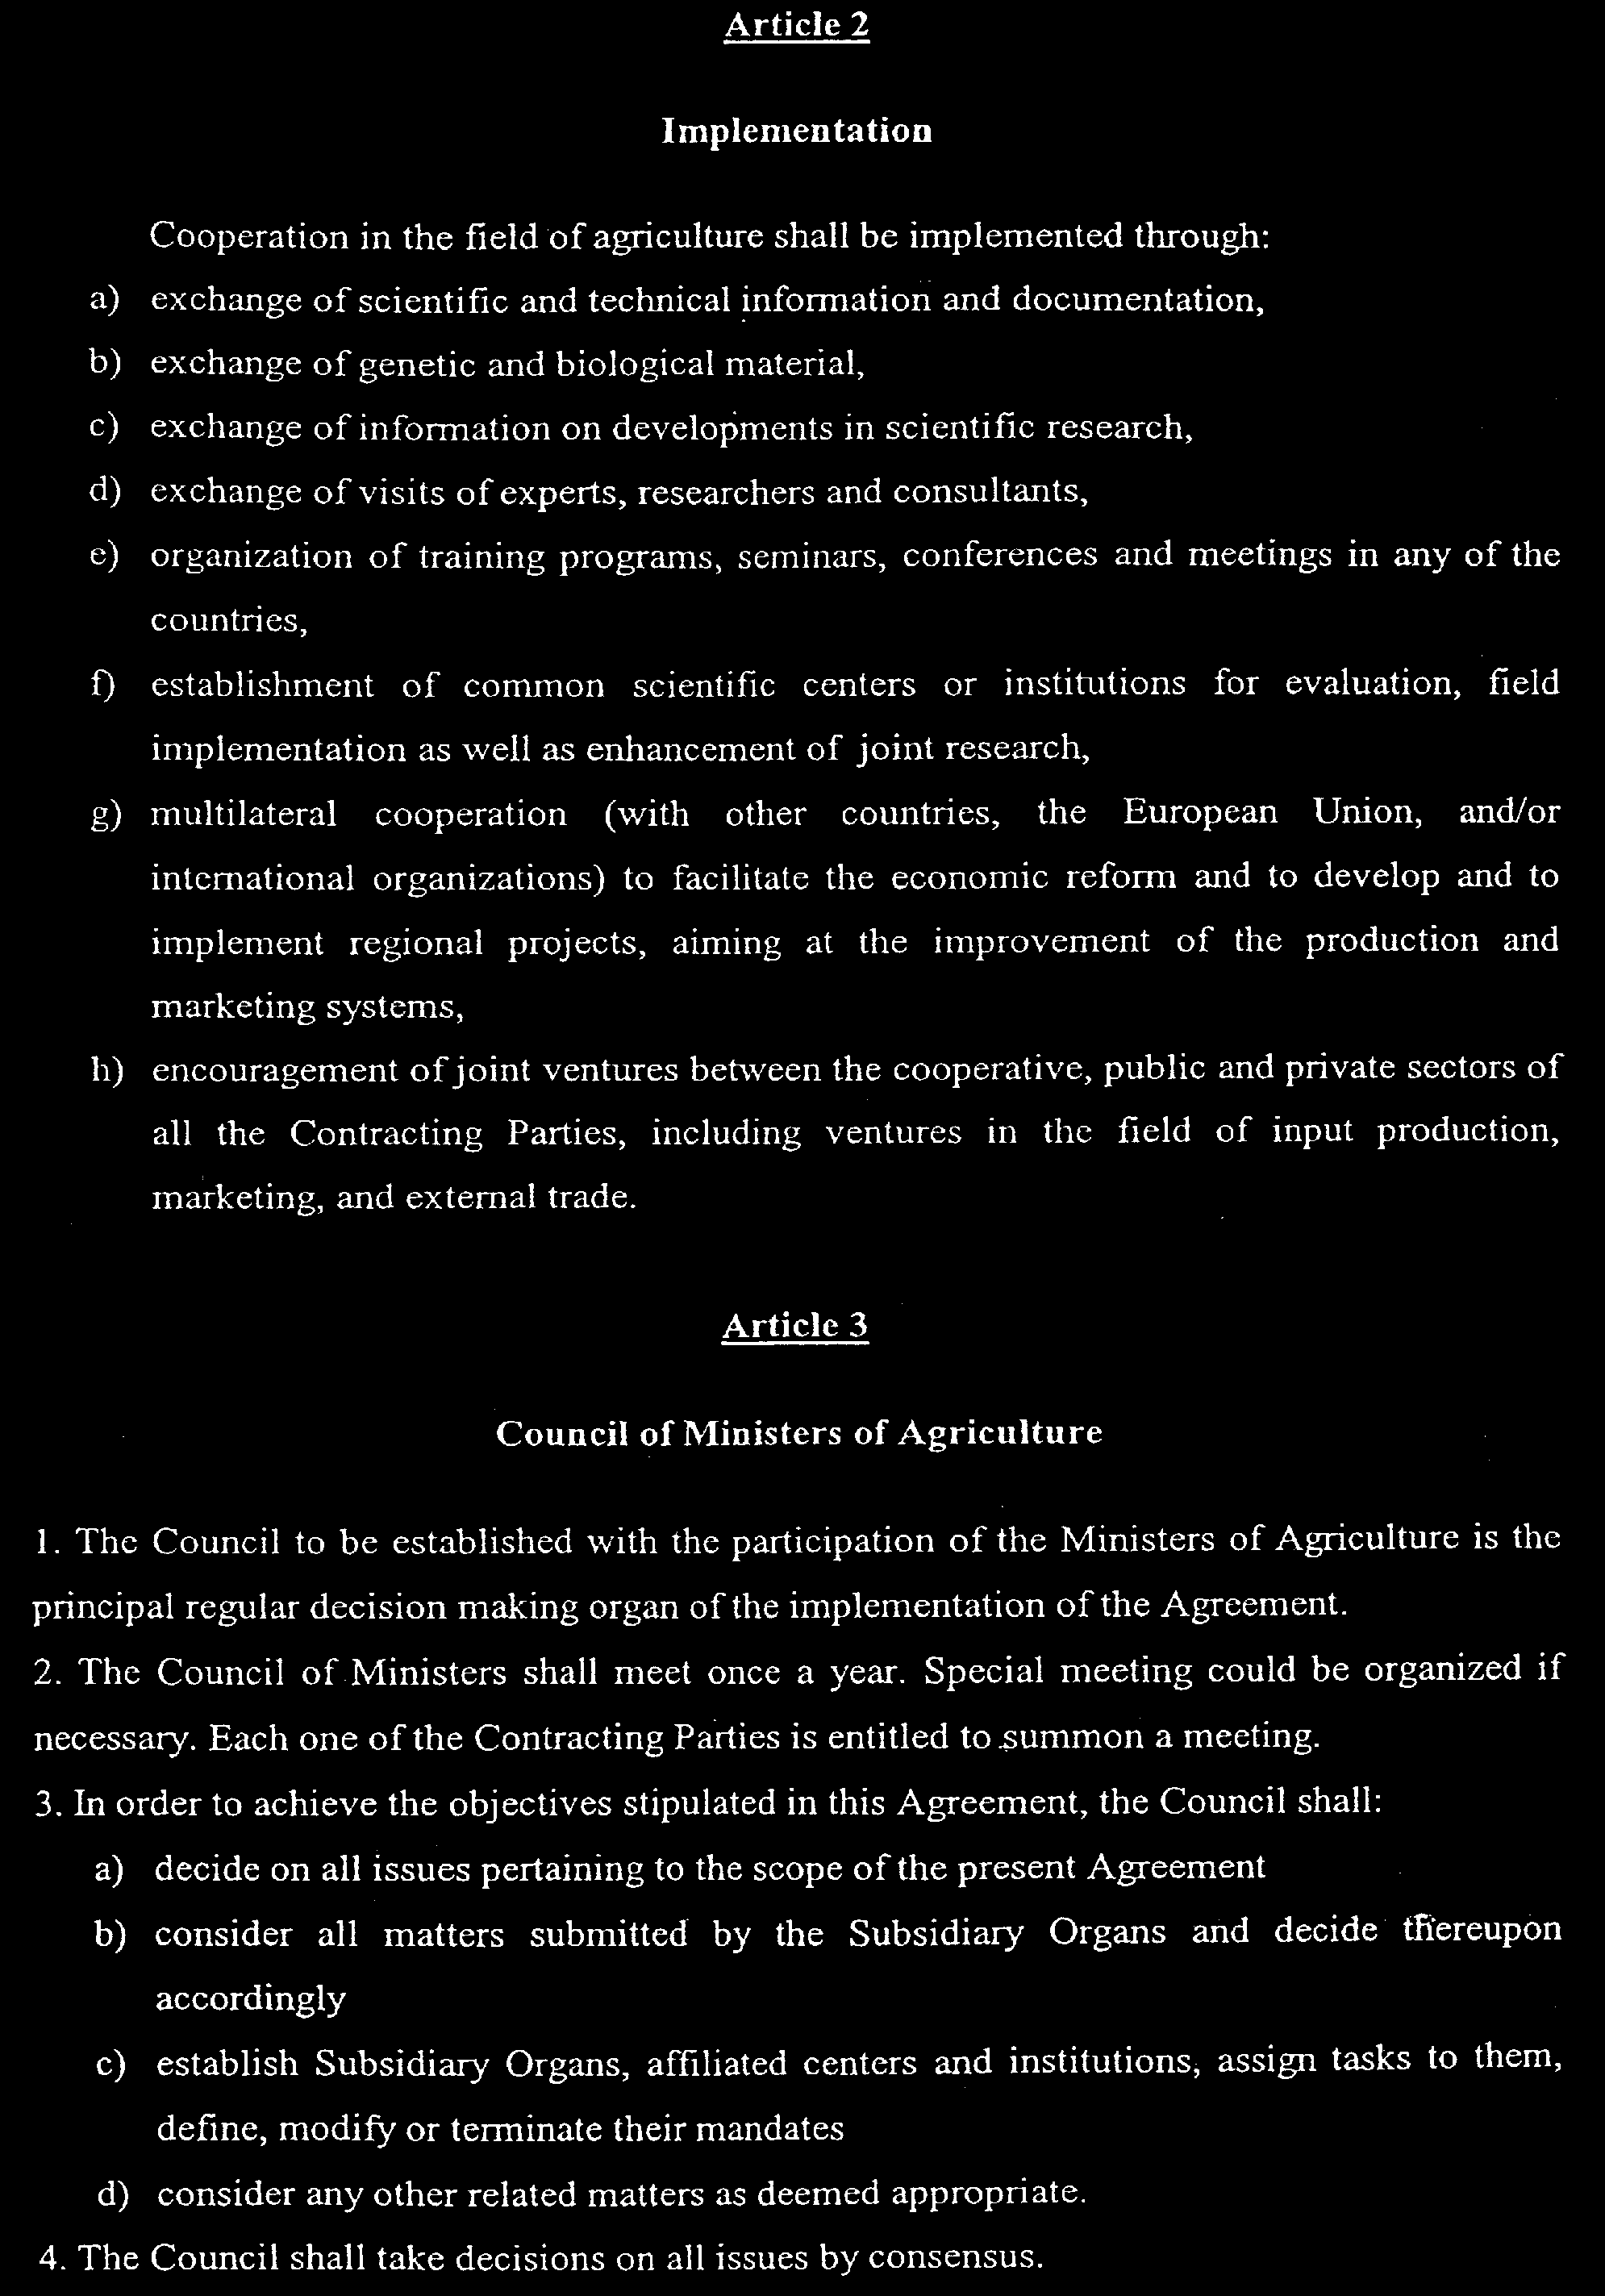 Article 2
Implementation
Cooperation in the field of agriculture shall be implemented through:
a) exchange of scientific and technical information and documentation,
b) exchange of genetic and biological material,
c) exchange of information on developments in scientific research,
d) exchange of visits of experts, researchers and consultants,
e) organization of training programs, seminars, conferences and meetings in any of the
countries,
f) establishment of common scientific centers or institutions for evaluation, field
implementation as well as enhancement of joint research,
g) multilateral cooperation (with other countries, the European Union, and/or
international organizations) to facilitate the economic reform and to develop and to
implement regional projects, aiming at the improvement of the production and
marketing systems,
h) encouragement of joint ventures between the cooperative, public and private sectors of
all the Contracting Parties, including ventures in the field of input production,
marketing, and external trade.
Article 3
Council of Ministers of Agriculture
1. The Council to be established with the participation of the Ministers of Agriculture is the
principal regular decision making organ of the implementation of the Agreement.
2. The Council of Ministers shall meet once a year. Special meeting could be organized if
necessary. Each one of the Contracting Parties is entitled to summon a meeting.
3. In order to achieve the objectives stipulated in this Agreement, the Council shall:
a) decide on all issues pertaining to the scope of the present Agreement
b) consider all matters submitted by the Subsidiary Organs and decide thereupon
accordingly
c) establish Subsidiary Organs, affiliated centers and institutions, assign tasks to them,
define, modify or terminate their mandates
d) consider any other related matters as deemed appropriate.
4. The Council shall take decisions on all issues by consensus.